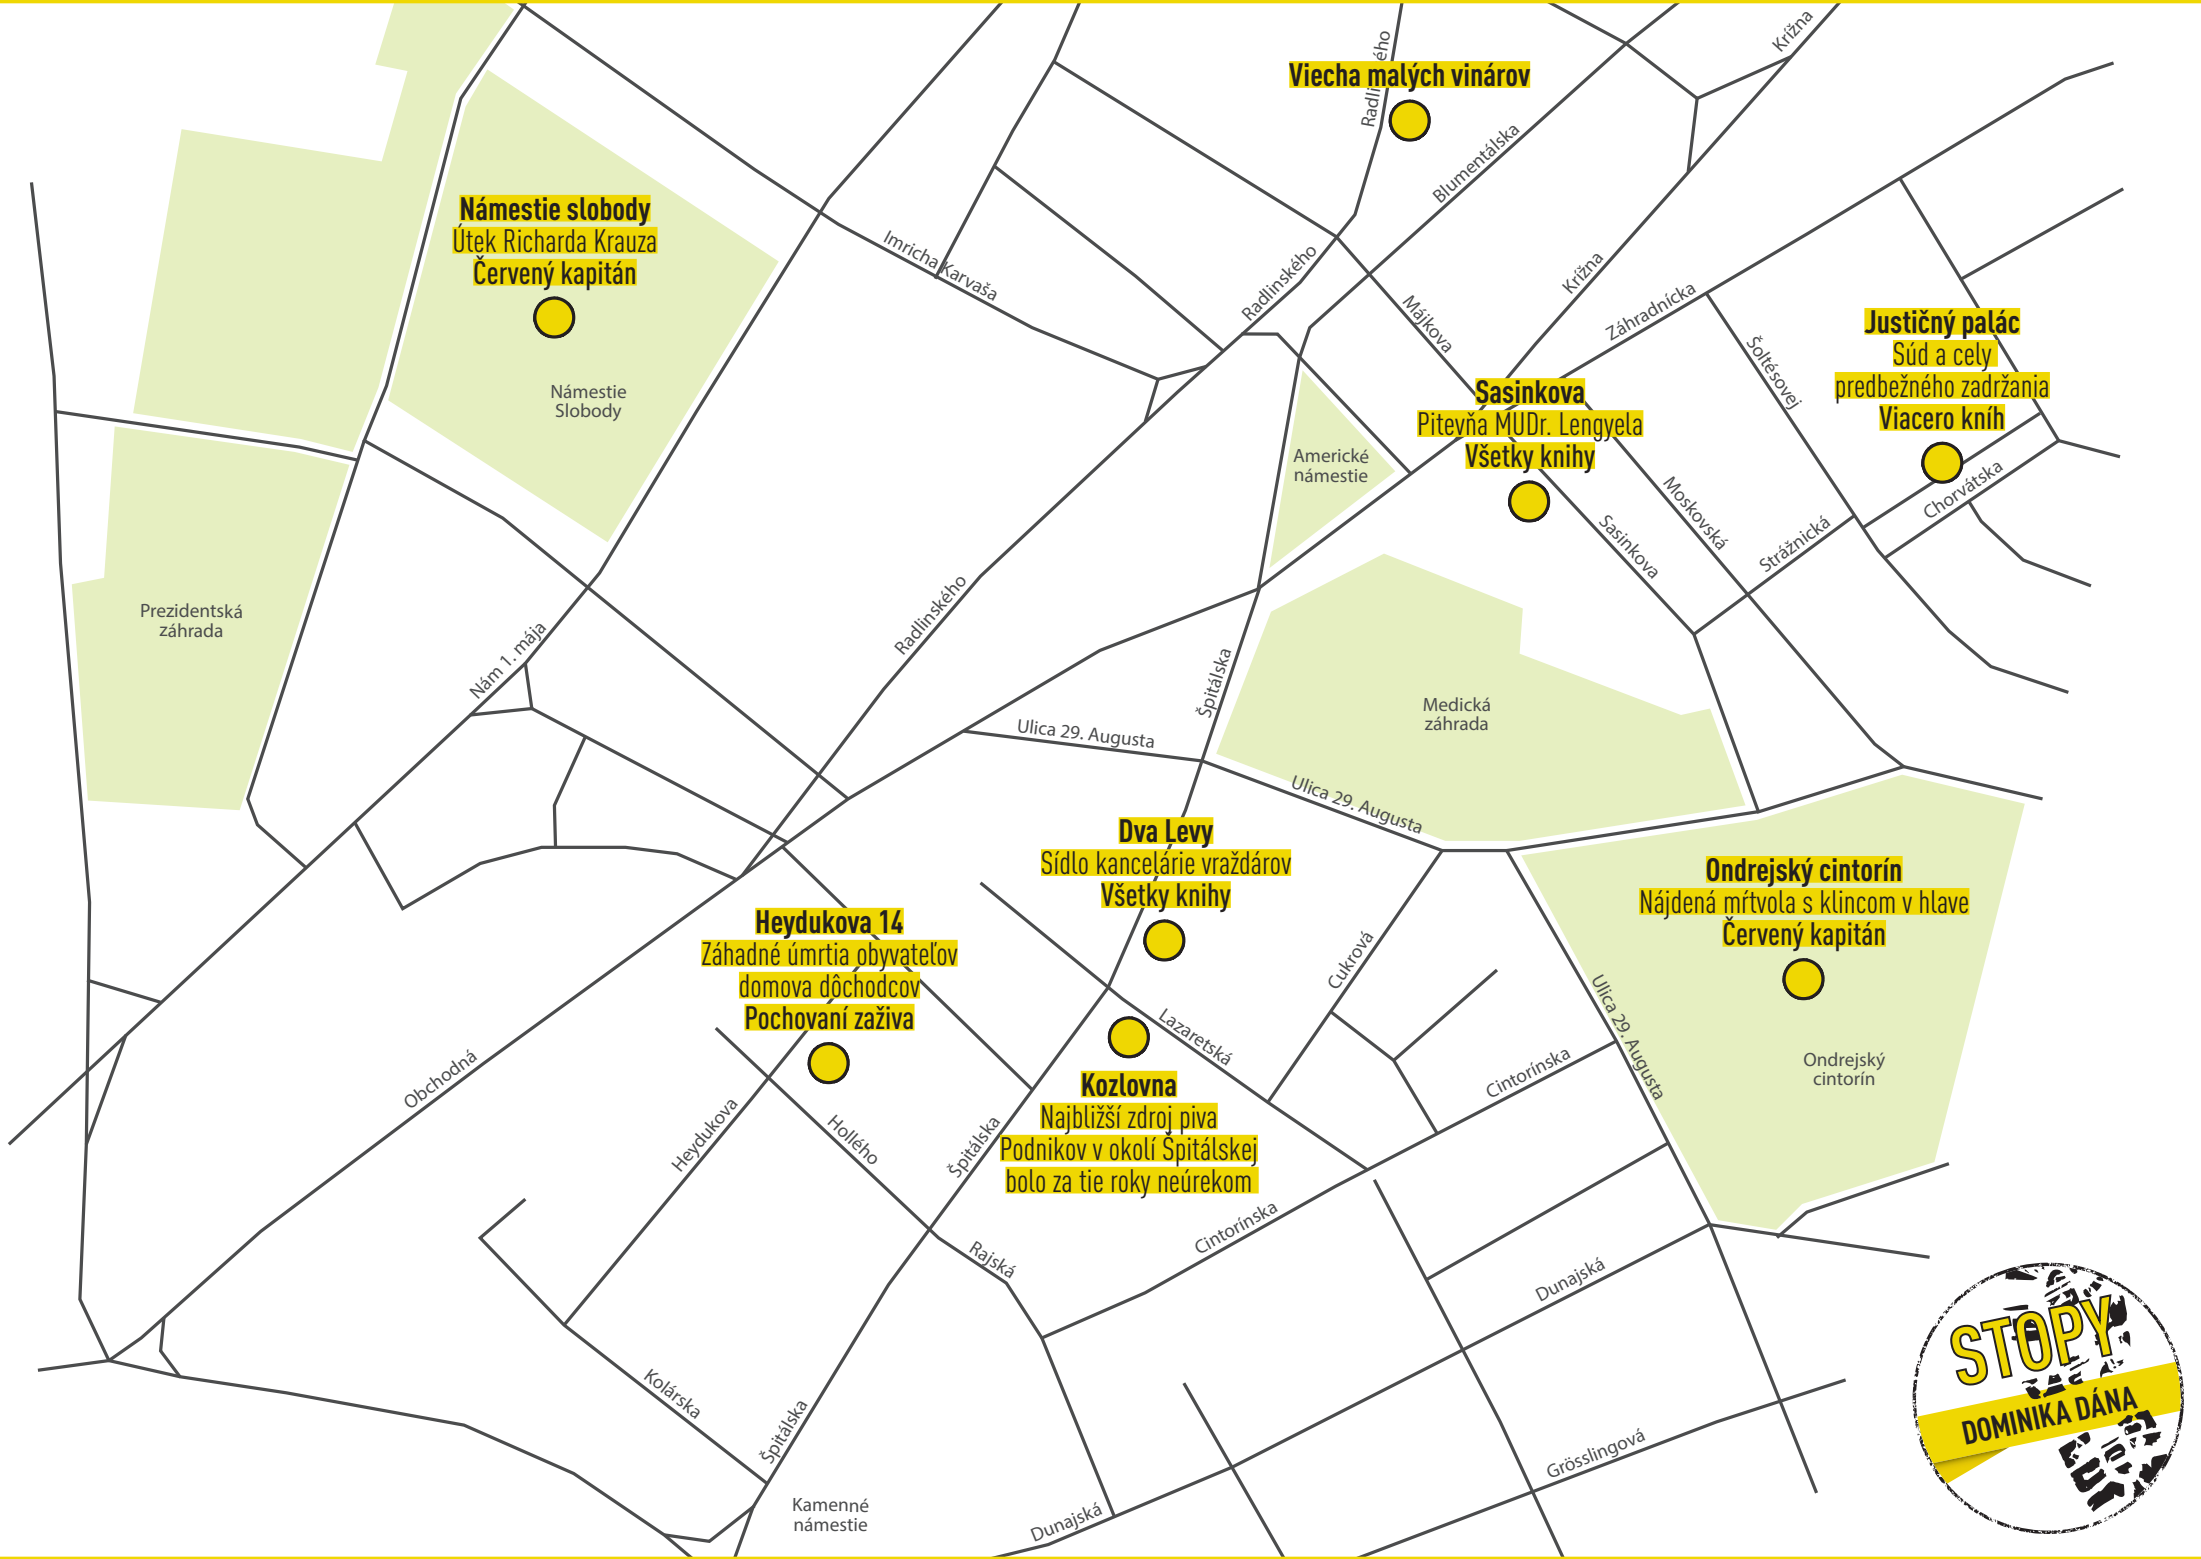 Križna
Radlinského
Viecha malých vinárov
Blumentálska
Námestie slobody
Útek Richarda Krauza
Červený kapitán
Imricha Karvaša
Radlinského
Križna
Májkova
Záhradnícka
Šoltésovej
Justičný palác
Súd a cely
predbežného zadržania
Viacero kníh
Námestie
Slobody
Sasinkova
Pitevňa MUDr. Lengyela
Všetky knihy
Americké
námestie
Moskovská
Chorvátska
Sasinkova
Strážnická
Prezidentská
záhrada
Radlinského
Nám 1. mája
Špitálska
Medická
záhrada
Ulica 29. Augusta
Ulica 29. Augusta
Dva Levy
Sídlo kancelárie vraždárov
Všetky knihy
Ondrejský cintorín
Nájdená mŕtvola s klincom v hlave
Červený kapitán
Heydukova 14
Záhadné úmrtia obyvateľov
domova dôchodcov
Pochovaní zaživa
Cukrová
Ulica 29. Augusta
Lazaretská
Obchodná
Kozlovna
Najbližší zdroj piva
Podnikov v okolí Špitálskej
bolo za tie roky neúrekom
Cintorínska
Ondrejský
cintorín
Heydukova
Hollého
Špitálska
Cintorínska
Rajská
Dunajská
Kolárska
Špitálska
Grösslingová
Kamenné
námestie
Dunajská
STOPY
DOMINIKA DÁNA